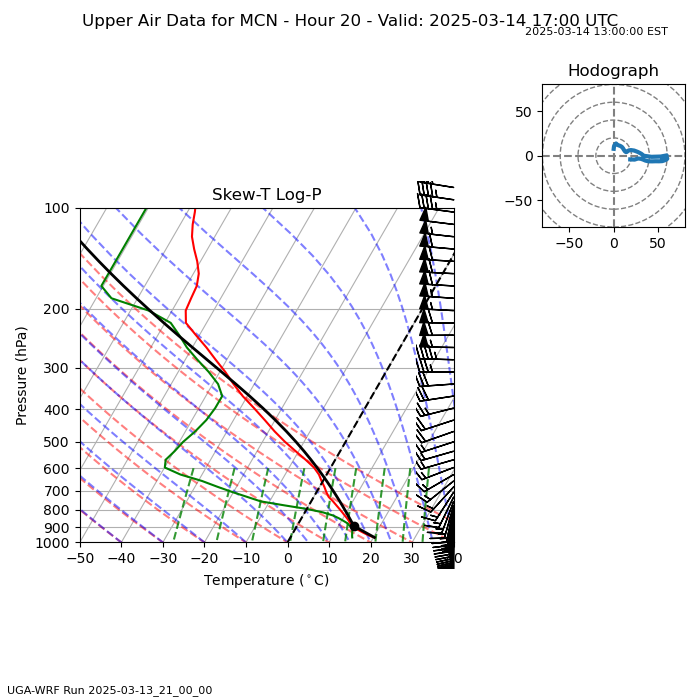 Upper Air Data for MCN - Hour 20 - Valid: 2025-03-14 17:00 UTC
2025-03-14 13:00:00 EST
Hodograph
50
0
−50
−50 0 50
Skew-T Log-P
100
200
300
400
500
600
700
800
900
1000
Pressure (hPa)
−50 −40 −30 −20 −10 0 10 20 30
Temperature (°C)
UGA-WRF Run 2025-03-13_21_00_00